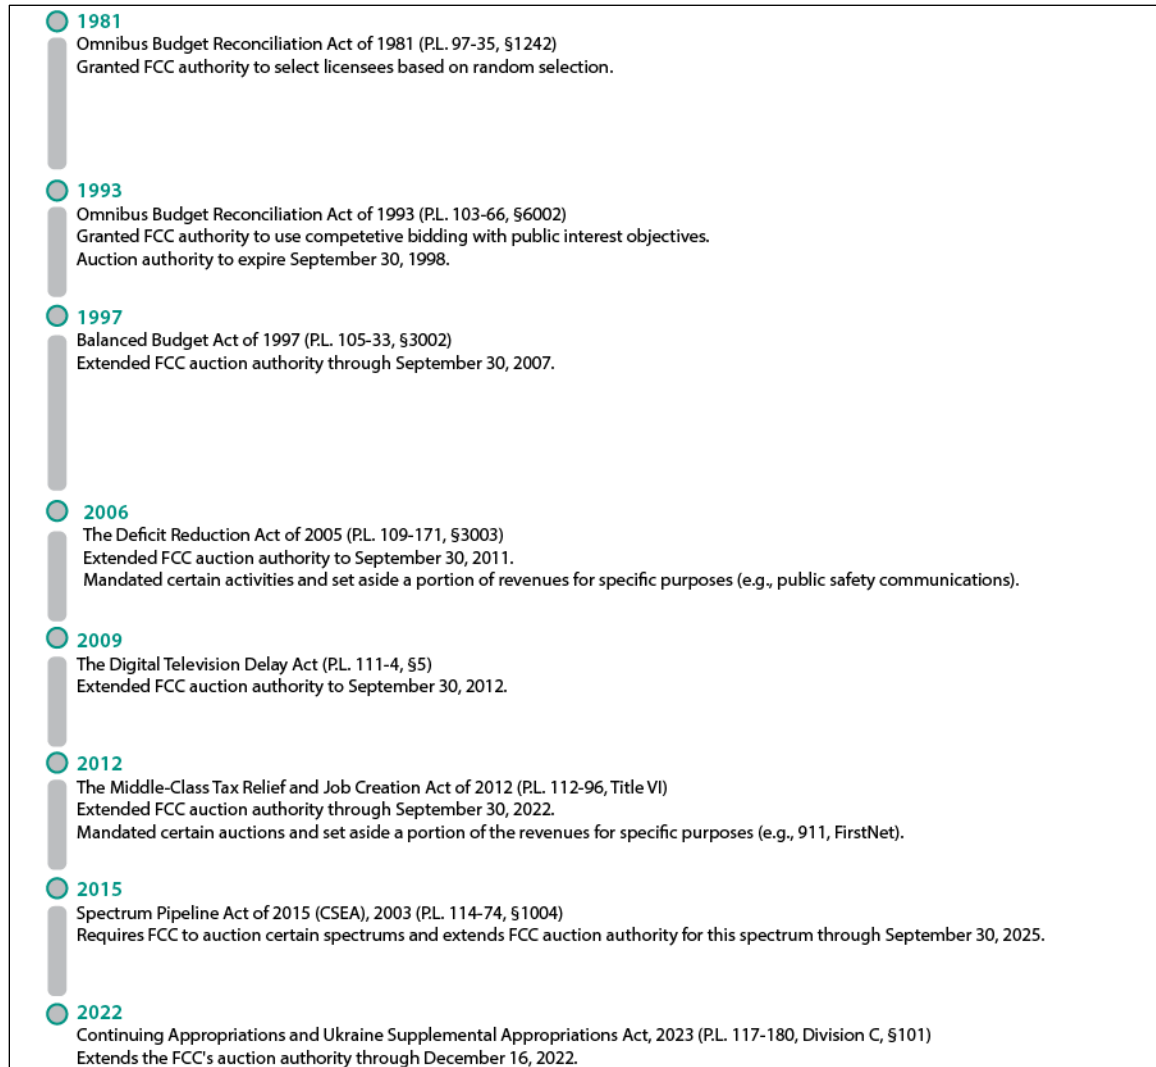 1981
Omnibus Budget Reconciliation Act of 1981 (P.L. 97-35, §1242)
Granted FCC authority to select licensees based on random selection.
1993
Omnibus Budget Reconciliation Act of 1993 (P.L. 103-66, §6002)
Granted FCC authority to use competetive bidding with public interest objectives.
Auction authority to expire September 30, 1998.
1997
Balanced Budget Act of 1997 (P.L. 105-33, §3002)
Extended FCC auction authority through September 30, 2007.
2006
The Deficit Reduction Act of 2005 (P.L. 109-171, §3003)
Extended FCC auction authority to September 30, 2011.
Mandated certain activities and set aside a portion of revenues for specific purposes (e.g., public safety communications).
2009
The Digital Television Delay Act (P.L. 111-4, §5)
Extended FCC auction authority to September 30, 2012.
2012
The Middle-Class Tax Relief and Job Creation Act of 2012 (P.L. 112-96, Title VI)
Extended FCC auction authority through September 30, 2022.
Mandated certain auctions and set aside a portion of the revenues for specific purposes (e.g., 911, FirstNet).
2015
Spectrum Pipeline Act of 2015 (CSEA), 2003 (P.L. 114-74, §1004)
Requires FCC to auction certain spectrums and extends FCC auction authority for this spectrum through September 30, 2025.
2022
Continuing Appropriations and Ukraine Supplemental Appropriations Act, 2023 (P.L. 117-180, Division C, §101)
Extends the FCC's auction authority through December 16, 2022.